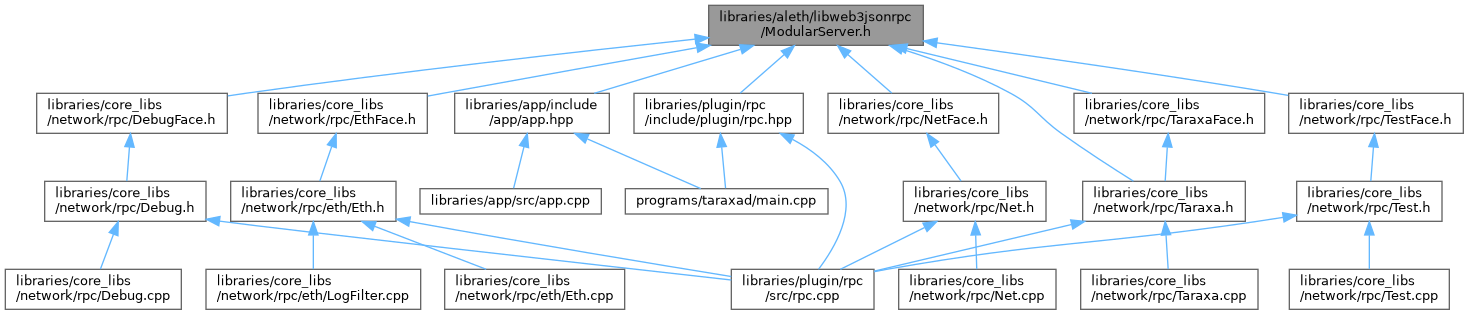 libraries/aleth/libweb3jsonrpc
/ModularServer.h
libraries/core_libs
/network/rpc/DebugFace.h
libraries/core_libs
/network/rpc/EthFace.h
libraries/app/include
/app/app.hpp
libraries/plugin/rpc
/include/plugin/rpc.hpp
libraries/core_libs
/network/rpc/NetFace.h
libraries/core_libs
/network/rpc/TaraxaFace.h
libraries/core_libs
/network/rpc/TestFace.h
libraries/core_libs
/network/rpc/Debug.h
libraries/core_libs
/network/rpc/eth/Eth.h
libraries/app/src/app.cpp
programs/taraxad/main.cpp
libraries/core_libs
/network/rpc/Net.h
libraries/core_libs
/network/rpc/Taraxa.h
libraries/core_libs
/network/rpc/Test.h
libraries/core_libs
/network/rpc/Debug.cpp
libraries/core_libs
/network/rpc/eth/LogFilter.cpp
libraries/core_libs
/network/rpc/eth/Eth.cpp
libraries/plugin/rpc
/src/rpc.cpp
libraries/core_libs
/network/rpc/Net.cpp
libraries/core_libs
/network/rpc/Taraxa.cpp
libraries/core_libs
/network/rpc/Test.cpp